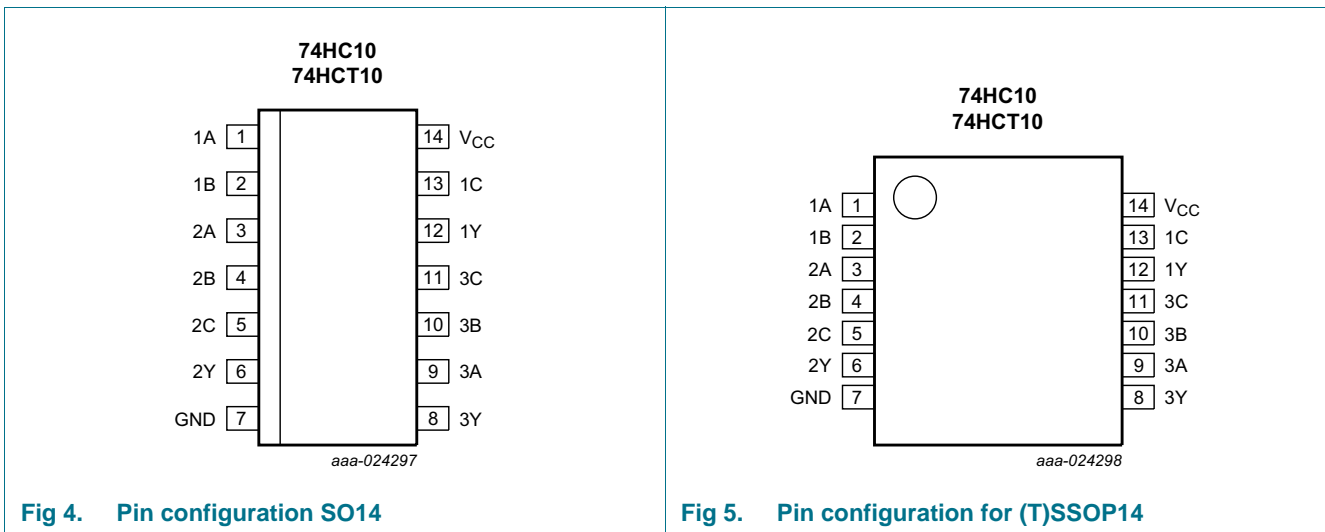 74HC10
74HCT10
1A 1 14 VCC
1B 2 13 1C
2A 3 12 1Y
2B 4 11 3C
2C 5 10 3B
2Y 6 9 3A
GND 7 8 3Y
aaa-024297
Fig 4. Pin configuration SO14
74HC10
74HCT10
1A 1 14 VCC
1B 2 13 1C
2A 3 12 1Y
2B 4 11 3C
2C 5 10 3B
2Y 6 9 3A
GND 7 8 3Y
aaa-024298
Fig 5. Pin configuration for (T)SSOP14